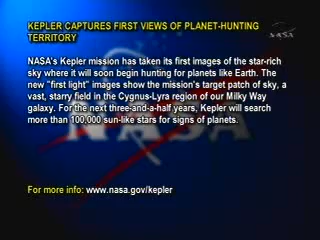 KEPLER CAPTURES FIRST VIEWS OF PLANET-HUNTING
TERRITORY
NASA's Kepler mission has taken its first images of the star-rich
sky where it will soon begin hunting for planets like Earth. The
new "first light" images show the mission's target patch of sky, a
vast, starry field in the Cygnus-Lyra region of our Milky Way
galaxy. For the next three-and-a-half years, Kepler will search
more than 100,000 sun-like stars for signs of planets.
For more info: www.nasa.gov/kepler
NASA
NASA